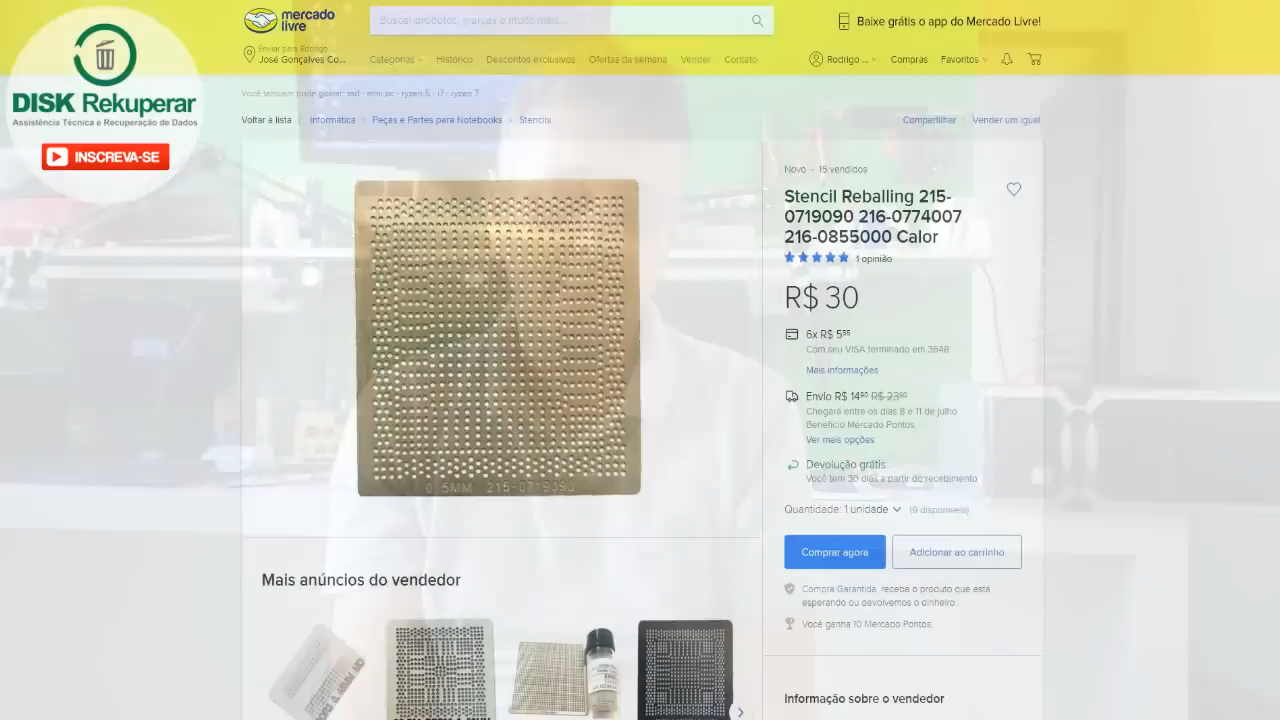 DISK Rekuperar
Assistência Técnica e Recuperação de Dados
INSCREVA-SE
mercado
livre
Buscar produtos, marcas e muito mais...
Baixe grátis o app do Mercado Livre!
Enviar para Rodrigo
José Gonçalves Co...
Categorias
Histórico
Descontos exclusivos
Ofertas da semana
Vender
Contato
Rodrigo ...
Compras
Favoritos
Você também pode gostar: ssd - mini pc - ryzen 5 - i7 - ryzen 7
Voltar à lista
Informática
Peças e Partes para Notebooks
Stencils
Compartilhar
Vender um igual
Novo - 15 vendidos
Stencil Reballing 215-
0719090 216-0774007
216-0855000 Calor
1 opinião
R$ 30
6x R$ 5⁵⁵
Com seu VISA terminado em 3648
Mais informações
Envio R$ 14⁹⁰ R$ 23⁹⁰
Chegará entre os dias 8 e 11 de julho
Benefício Mercado Pontos
Ver mais opções
Devolução grátis
Você tem 30 dias a partir do recebimento
Quantidade: 1 unidade (9 disponíveis)
Comprar agora
Adicionar ao carrinho
Compra Garantida, receba o produto que está
esperando ou devolvemos o dinheiro.
Você ganha 10 Mercado Pontos
0.5MM 215-0719090
Mais anúncios do vendedor
Informação sobre o vendedor